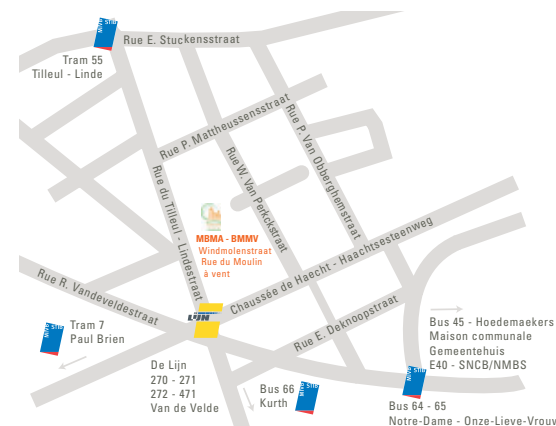 Rue E. Stuckensstraat
Tram 55
Tilleul - Linde
Rue P. Mattheussensstraat
Rue P. Van Obberghemstraat
Rue W. Van Perckstraat
Rue du Tilleul - Lindestraat
MBMA - BMMV
Windmolenstraat
Rue du Moulin
à vent
Chaussée de Haecht - Haachtsesteenweg
Rue R. Vandeveldestraat
LIJN
Rue E. Deknoopstraat
Tram 7
Paul Brien
De Lijn
270 - 271
272 - 471
Van de Velde
Bus 66
Kurth
Bus 45 - Hoedemaekers
Maison communale
Gemeentehuis
E40 - SNCB/NMBS
Bus 64 - 65
Notre-Dame - Onze-Lieve-Vrouw